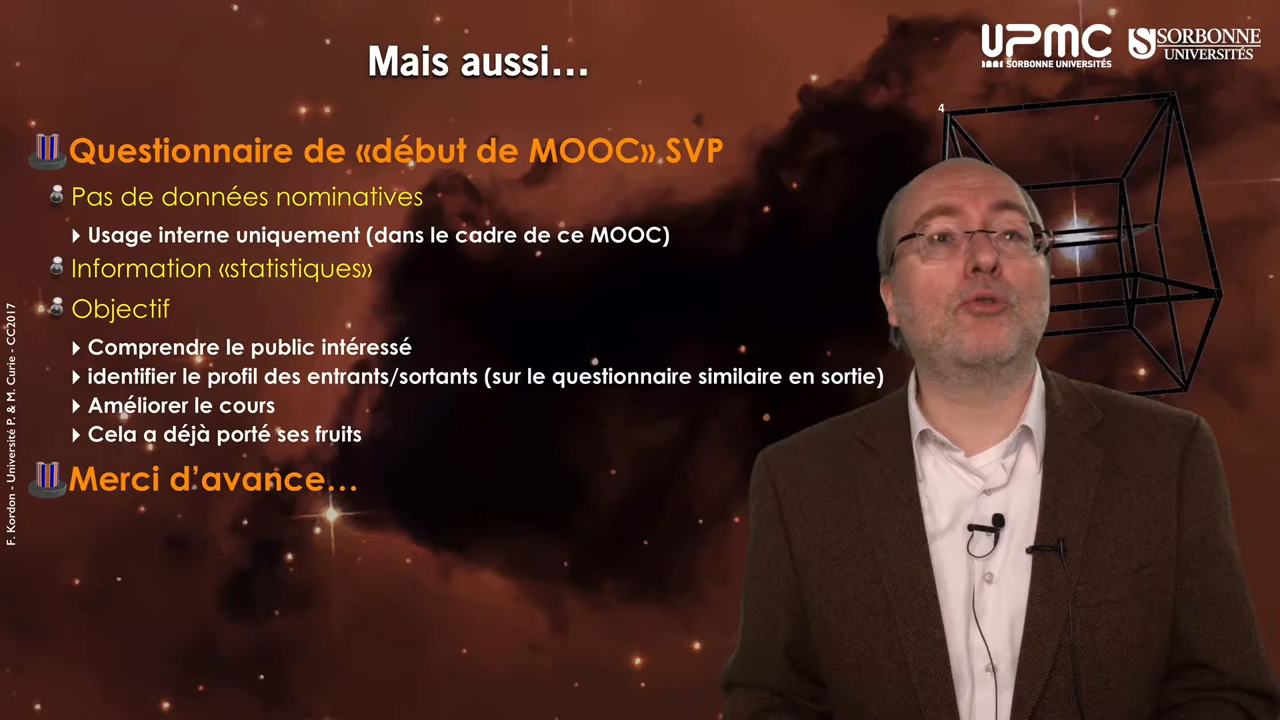 Mais aussi…
UPMC
SORBONNE UNIVERSITÉS
SORBONNE
UNIVERSITÉS
4
Questionnaire de «début de MOOC» SVP
Pas de données nominatives
Usage interne uniquement (dans le cadre de ce MOOC)
Information «statistiques»
Objectif
Comprendre le public intéressé
identifier le profil des entrants/sortants (sur le questionnaire similaire en sortie)
Améliorer le cours
Cela a déjà porté ses fruits
Merci d’avance…
F. Kordon - Université P. & M. Curie - CC2017